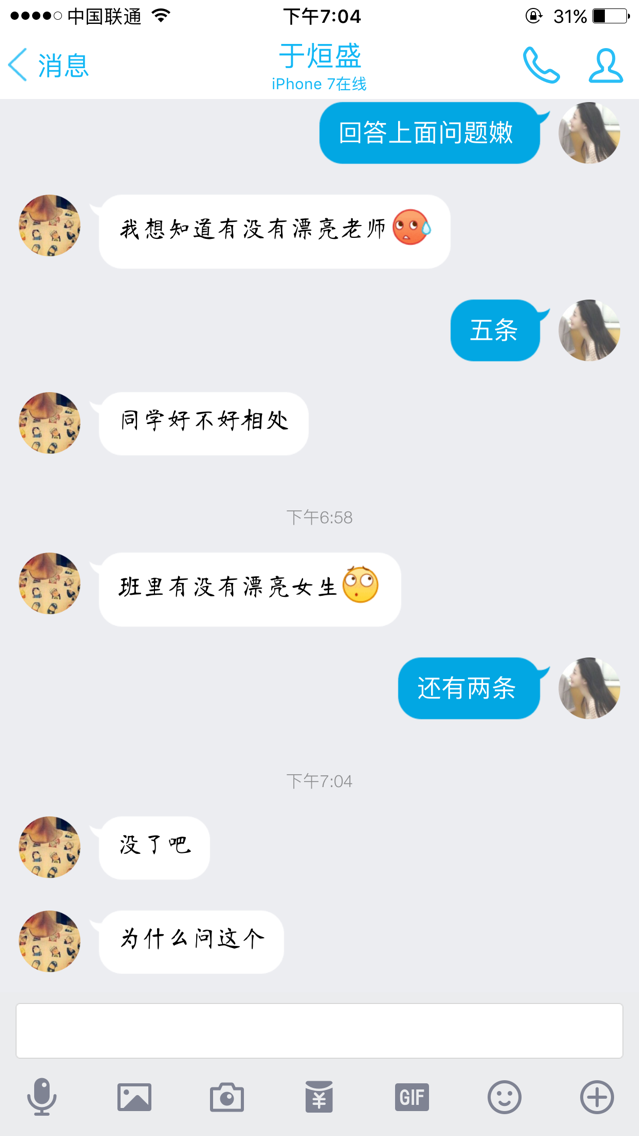 中国联通 下午7:04 31%
消息 于烜盛
iPhone 7在线
回答上面问题嫩
我想知道有没有漂亮老师
五条
同学好不好相处
下午6:58
班里有没有漂亮女生
还有两条
下午7:04
没了吧
为什么问这个
GIF